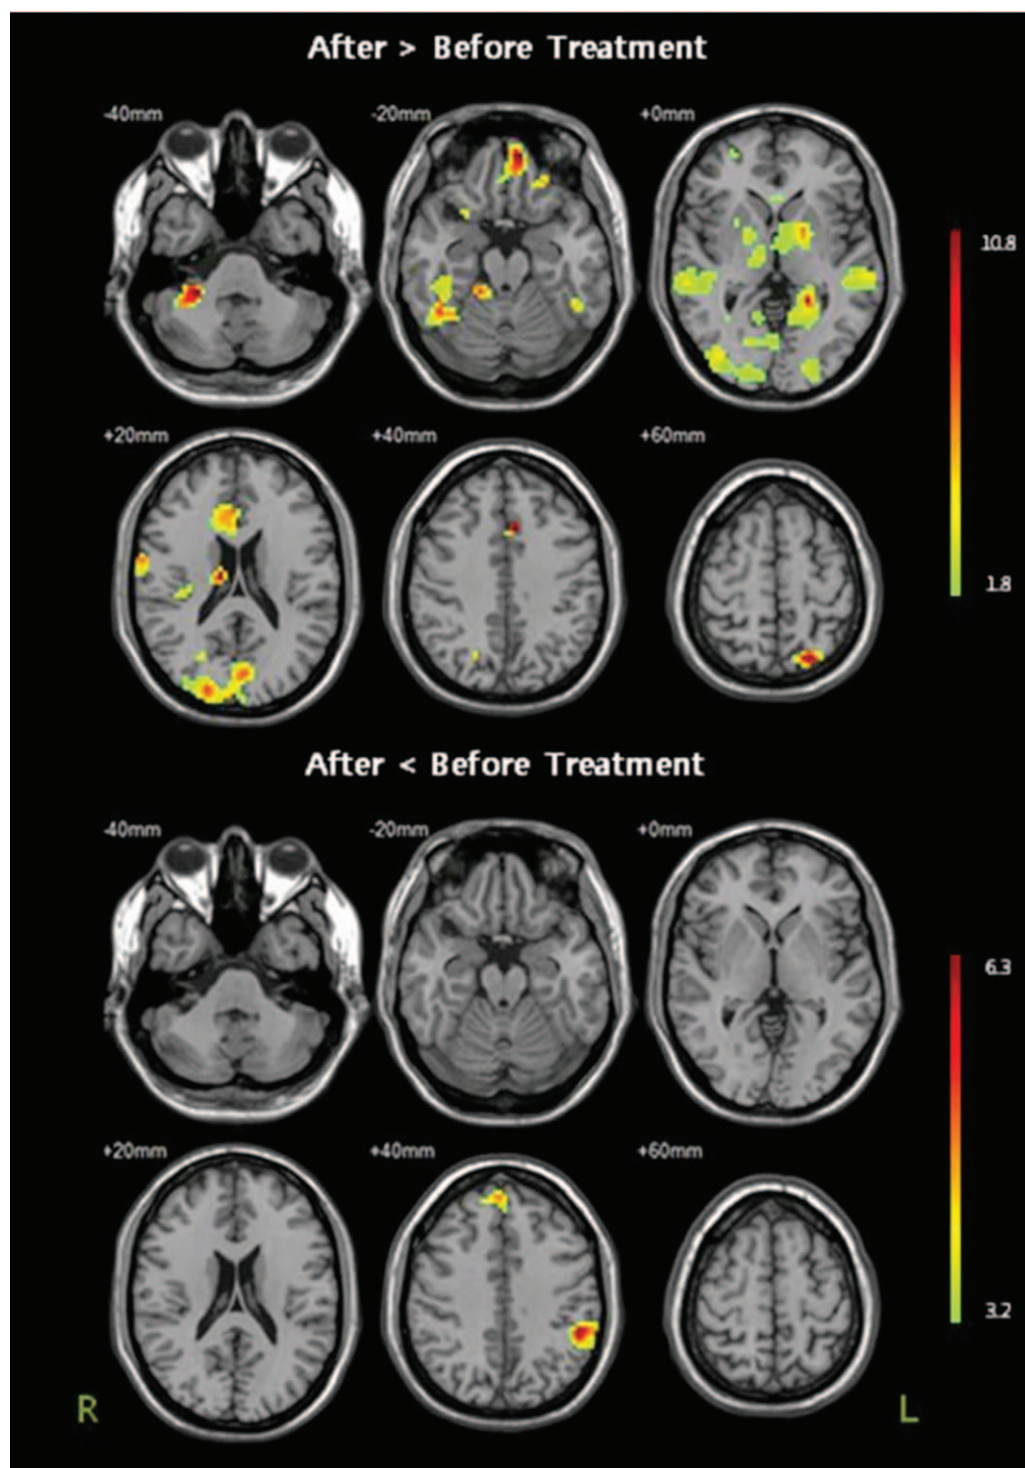 After > Before Treatment
-40mm
-20mm
+0mm
10.8
1.8
+20mm
+40mm
+60mm
After < Before Treatment
-40mm
-20mm
+0mm
6.3
3.2
+20mm
+40mm
+60mm
R
L